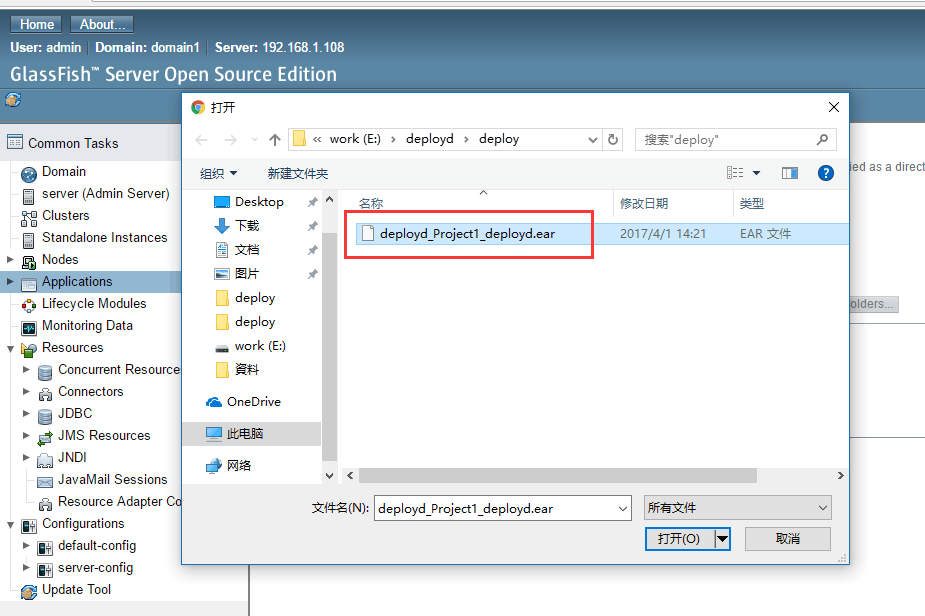 Home About...
User: admin Domain: domain1 Server: 192.168.1.108
GlassFish™ Server Open Source Edition
Common Tasks
Domain
server (Admin Server)
Clusters
Standalone Instances
Nodes
Applications
Lifecycle Modules
Monitoring Data
Resources
Concurrent Resource
Connectors
JDBC
JMS Resources
JNDI
JavaMail Sessions
Resource Adapter Co
Configurations
default-config
server-config
Update Tool
打开
« work (E:) › deployd › deploy
搜索"deploy"
组织 新建文件夹
Desktop
下载
文档
图片
deploy
deploy
work (E:)
資料
OneDrive
此电脑
网络
名称 修改日期 类型
deployd_Project1_deployd.ear 2017/4/1 14:21 EAR 文件
文件名(N): deployd_Project1_deployd.ear 所有文件
打开(O) 取消
ied as a direct
olders...